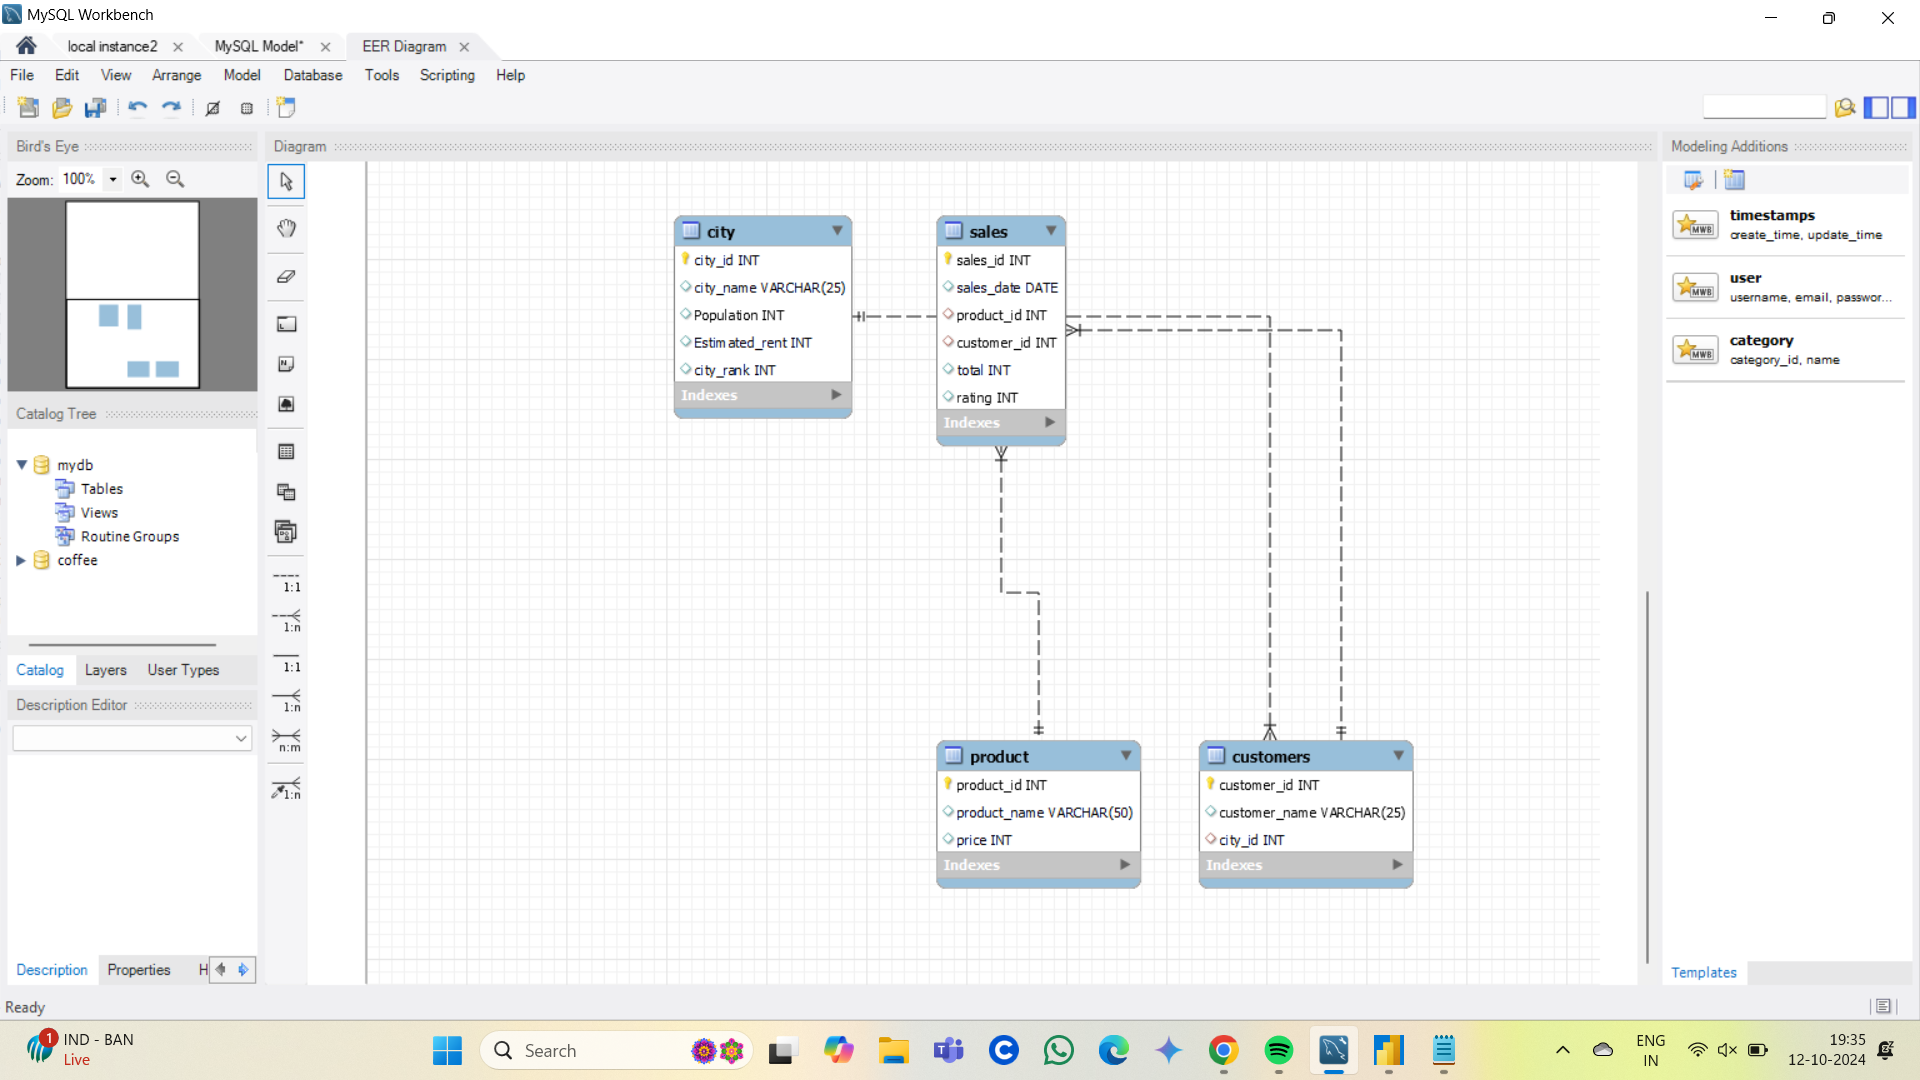 MySQL Workbench
local instance2
MySQL Model*
EER Diagram
File Edit View Arrange Model Database Tools Scripting Help
Bird's Eye
Zoom: 100%
Diagram
Modeling Additions
city
city_id INT
city_name VARCHAR(25)
Population INT
Estimated_rent INT
city_rank INT
Indexes
sales
sales_id INT
sales_date DATE
product_id INT
customer_id INT
total INT
rating INT
Indexes
timestamps
create_time, update_time
user
username, email, passwor...
category
category_id, name
Catalog Tree
mydb
Tables
Views
Routine Groups
coffee
1:1
1:n
1:1
1:n
n:m
1:n
Catalog Layers User Types
Description Editor
product
product_id INT
product_name VARCHAR(50)
price INT
Indexes
customers
customer_id INT
customer_name VARCHAR(25)
city_id INT
Indexes
Description Properties H
Templates
Ready
1
IND - BAN
Live
Search
ENG
IN
19:35
12-10-2024
MWB
MWB
MWB